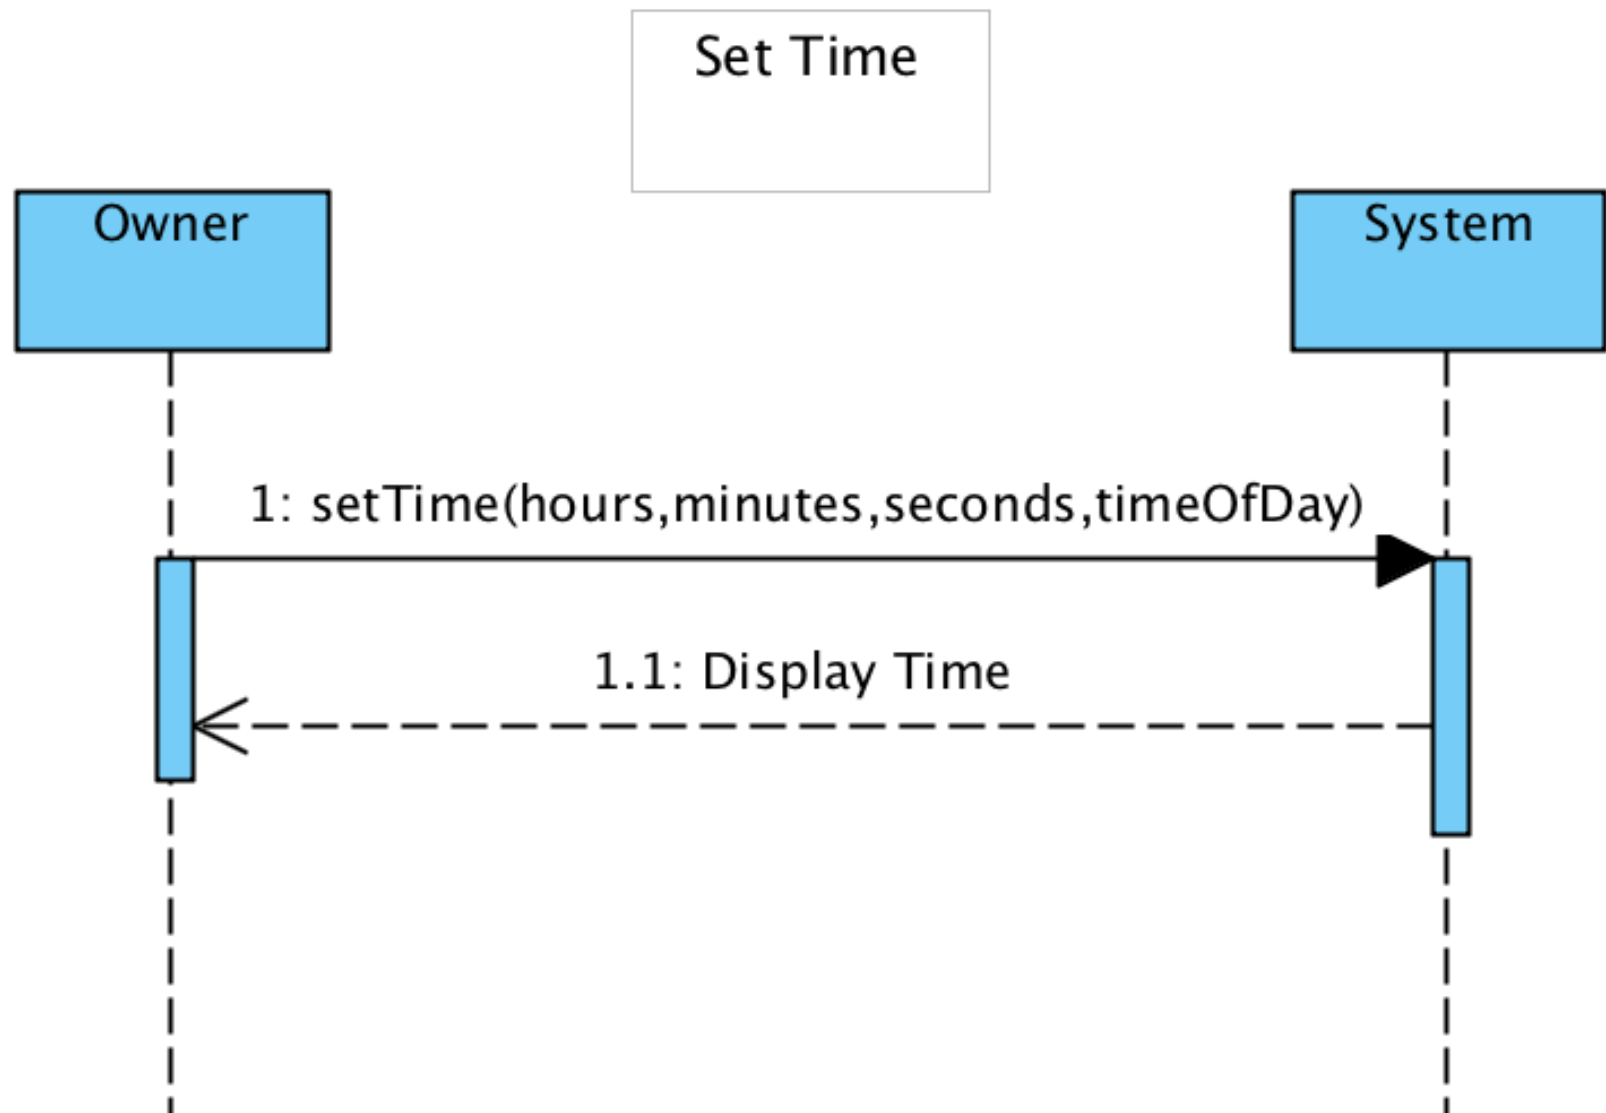 Set Time
Owner
System
1: setTime(hours,minutes,seconds,timeOfDay)
1.1: Display Time